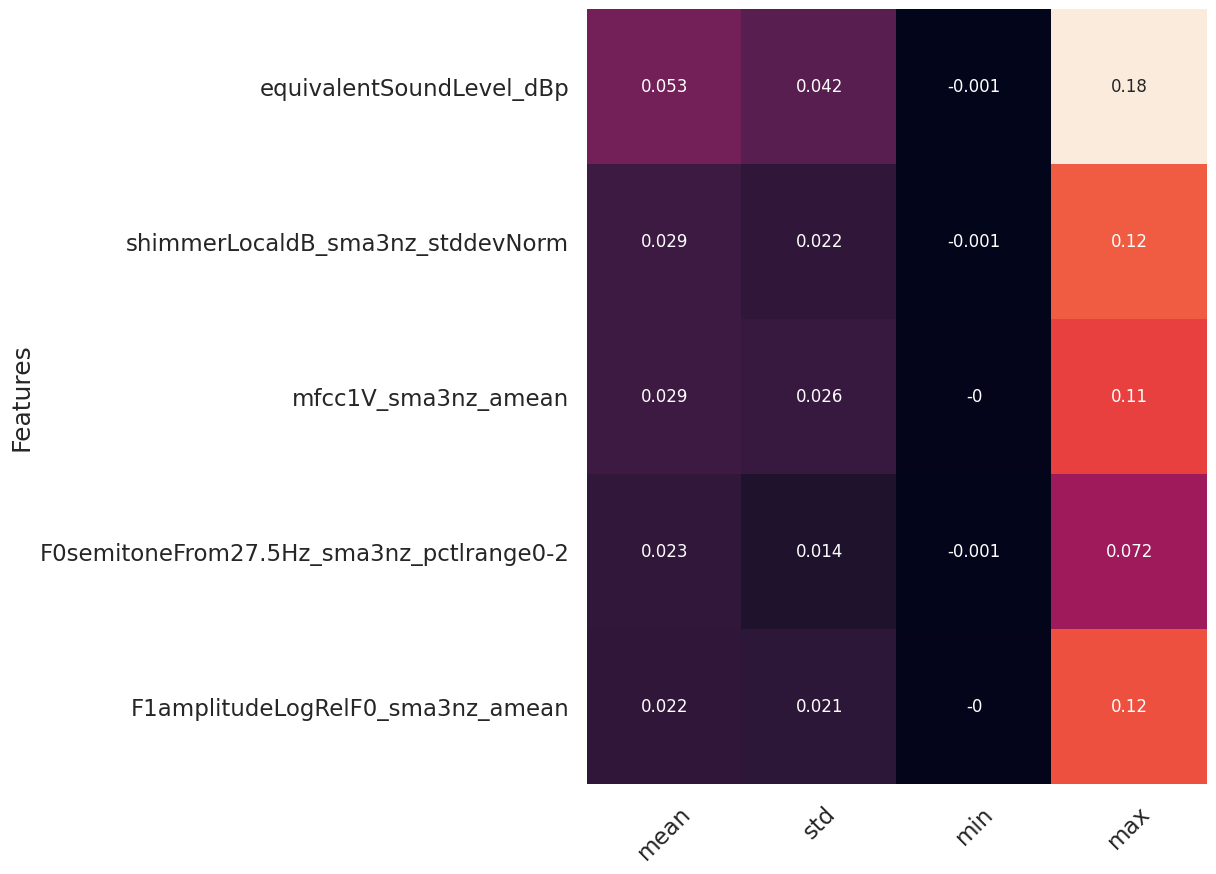 Features
equivalentSoundLevel_dBp 0.053 0.042 -0.001 0.18
shimmerLocaldB_sma3nz_stddevNorm 0.029 0.022 -0.001 0.12
mfcc1V_sma3nz_amean 0.029 0.026 -0 0.11
F0semitoneFrom27.5Hz_sma3nz_pctlrange0-2 0.023 0.014 -0.001 0.072
F1amplitudeLogRelF0_sma3nz_amean 0.022 0.021 -0 0.12
mean std min max